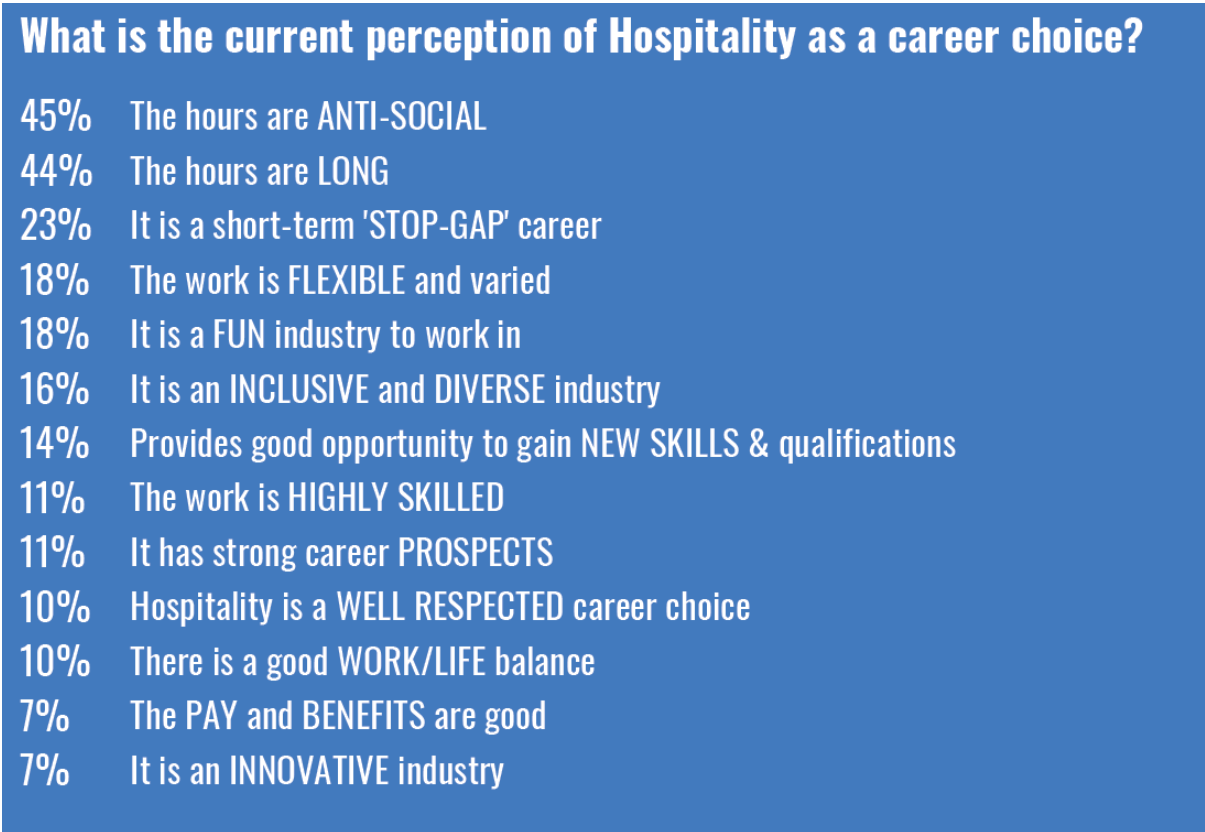 What is the current perception of Hospitality as a career choice?
45% The hours are ANTI-SOCIAL
44% The hours are LONG
23% It is a short-term 'STOP-GAP' career
18% The work is FLEXIBLE and varied
18% It is a FUN industry to work in
16% It is an INCLUSIVE and DIVERSE industry
14% Provides good opportunity to gain NEW SKILLS & qualifications
11% The work is HIGHLY SKILLED
11% It has strong career PROSPECTS
10% Hospitality is a WELL RESPECTED career choice
10% There is a good WORK/LIFE balance
7% The PAY and BENEFITS are good
7% It is an INNOVATIVE industry